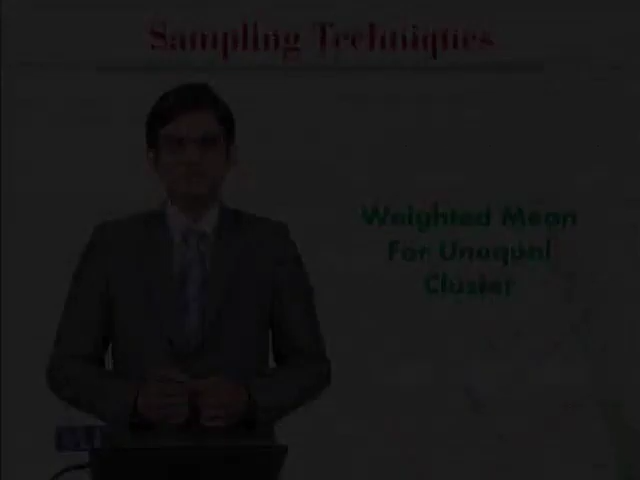 Sampling Techniques
Weighted Mean
For Unequal
Cluster